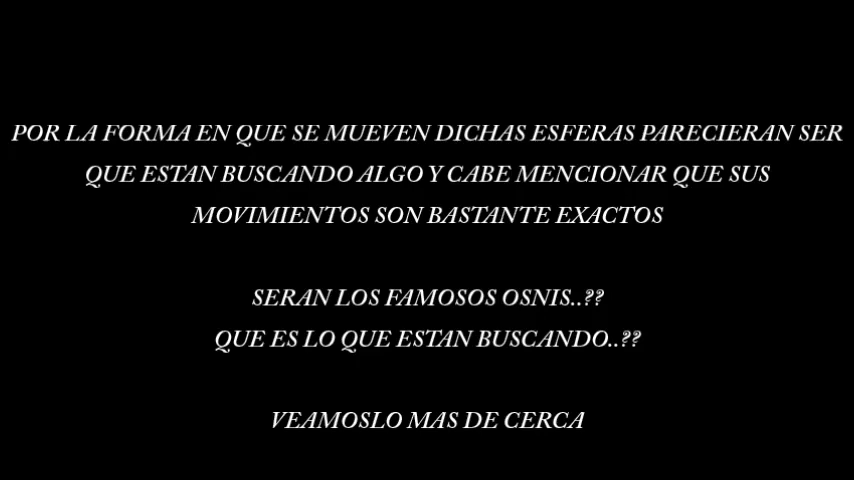 POR LA FORMA EN QUE SE MUEVEN DICHAS ESFERAS PARECIERAN SER
QUE ESTAN BUSCANDO ALGO Y CABE MENCIONAR QUE SUS
MOVIMIENTOS SON BASTANTE EXACTOS
SERAN LOS FAMOSOS OSNIS..??
QUE ES LO QUE ESTAN BUSCANDO..??
VEAMOSLO MAS DE CERCA